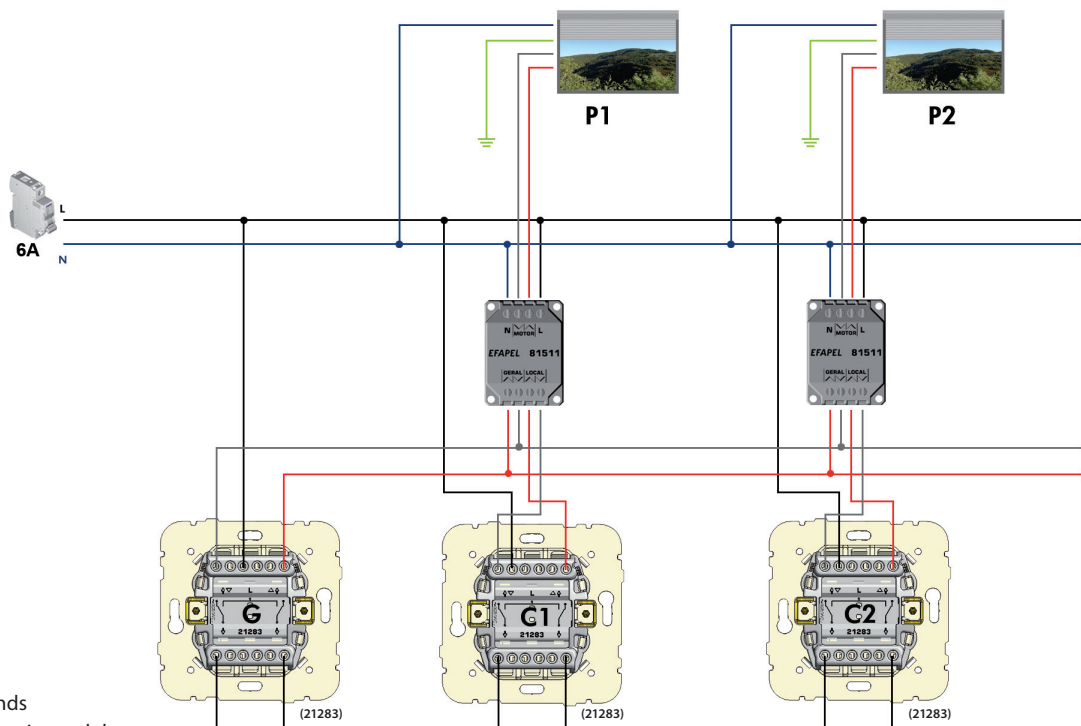 P1
P2
L
6A
N
N MOTOR L
EFAPEL 81511
GERAL LOCAL
N MOTOR L
EFAPEL 81511
GERAL LOCAL
L
G
21283
L
C1
21283
L
C2
21283
(21283)
(21283)
(21283)
nds